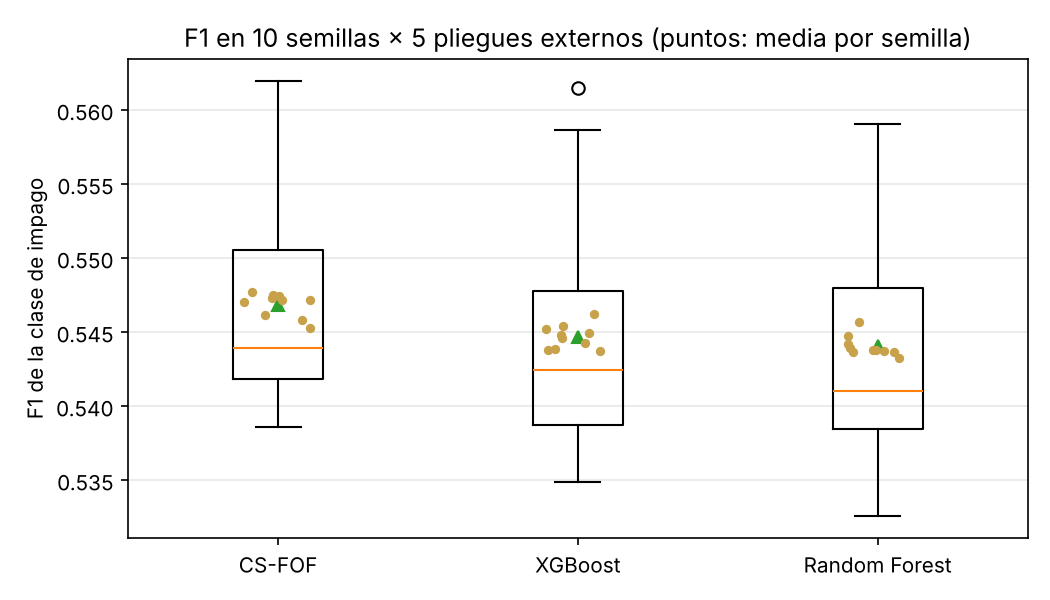 F1 en 10 semillas × 5 pliegues externos (puntos: media por semilla)
F1 de la clase de impago
0.560
0.555
0.550
0.545
0.540
0.535
CS-FOF
XGBoost
Random Forest